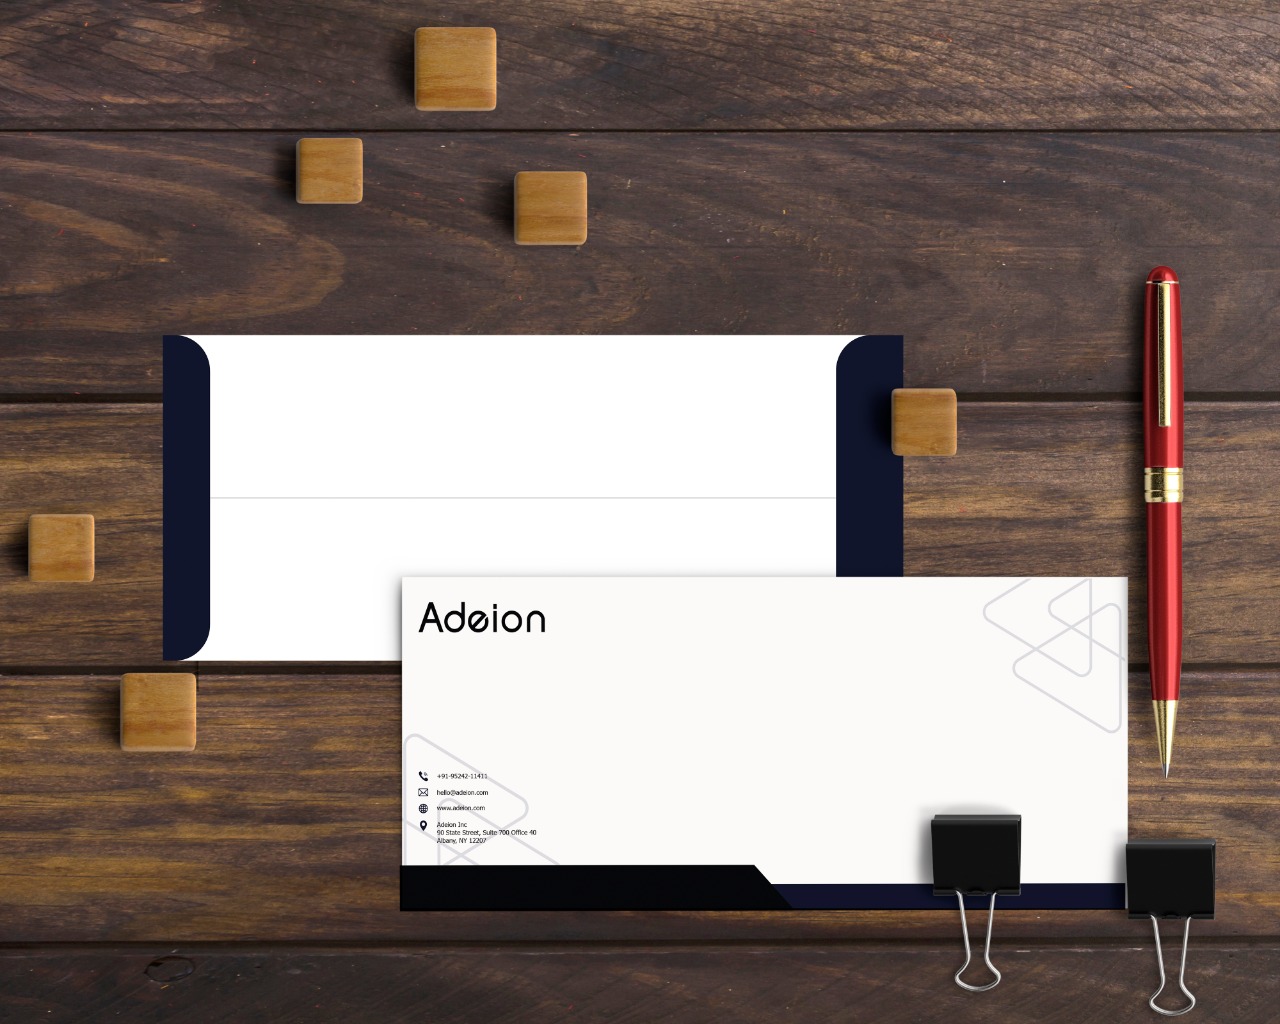 Adeion
+91-95242-11411
hello@adeion.com
www.adeion.com
Adeion Inc
90 State Street, Suite 700 Office 40
Albany, NY 12207